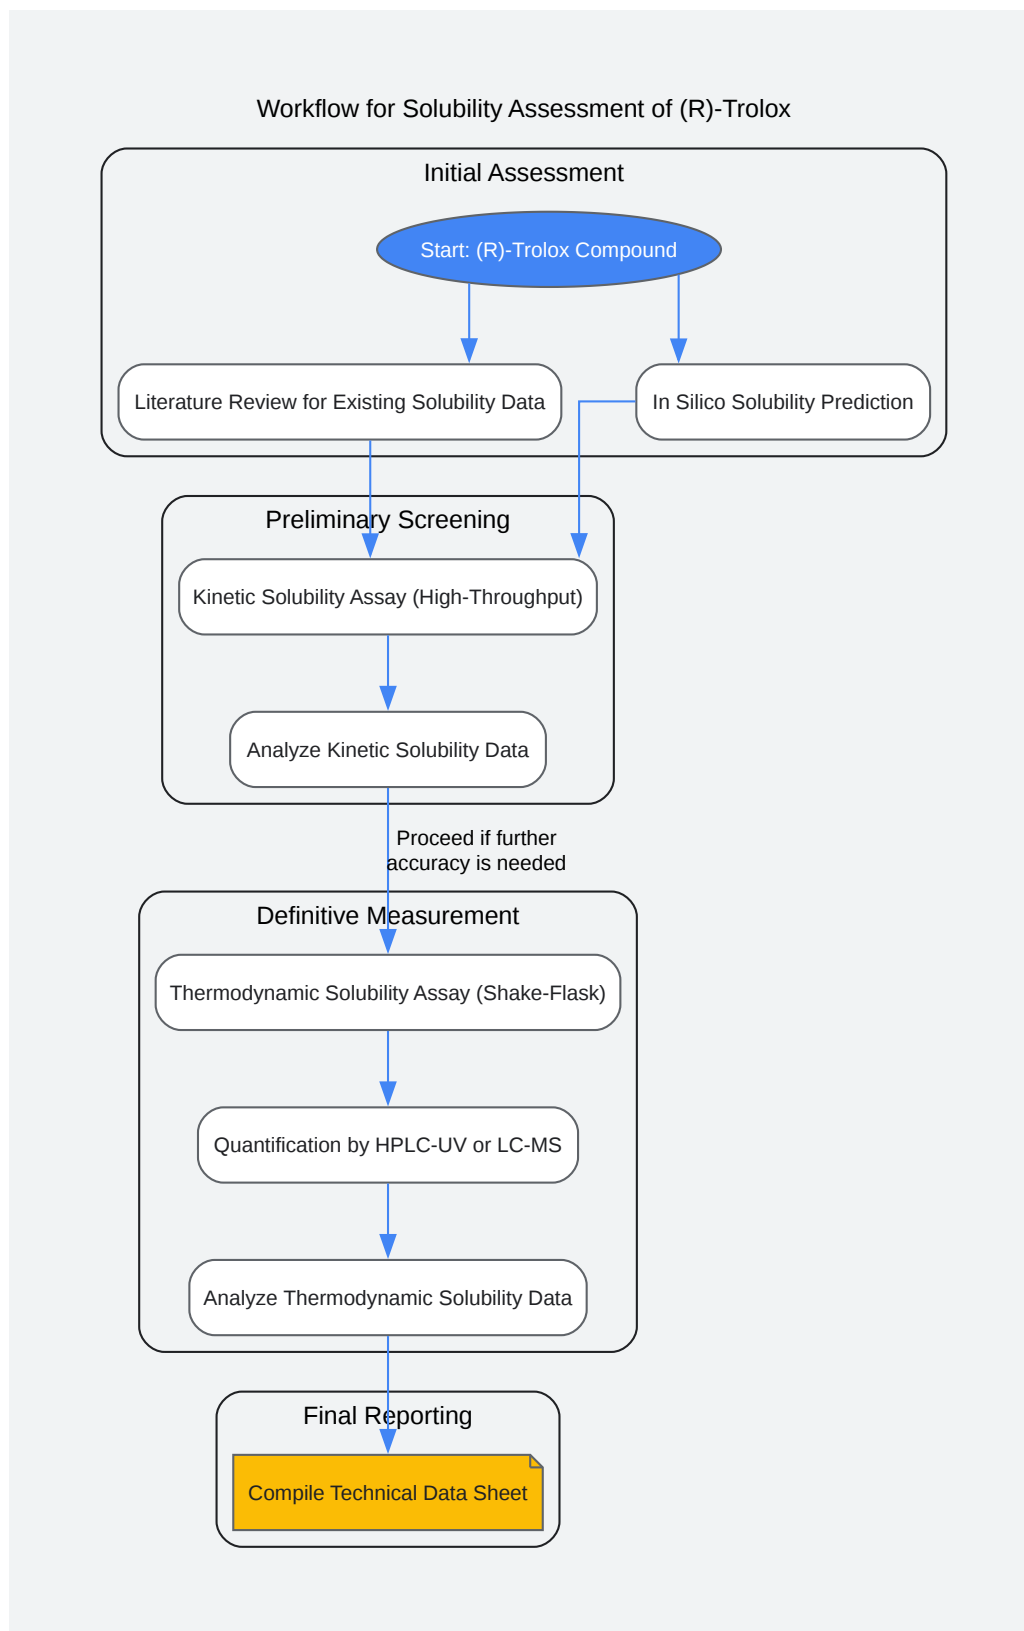 Workflow for Solubility Assessment of (R)-Trolox
Initial Assessment
Start: (R)-Trolox Compound
Literature Review for Existing Solubility Data
In Silico Solubility Prediction
Preliminary Screening
Kinetic Solubility Assay (High-Throughput)
Analyze Kinetic Solubility Data
Proceed if further
accuracy is needed
Definitive Measurement
Thermodynamic Solubility Assay (Shake-Flask)
Quantification by HPLC-UV or LC-MS
Analyze Thermodynamic Solubility Data
Final Reporting
Compile Technical Data Sheet